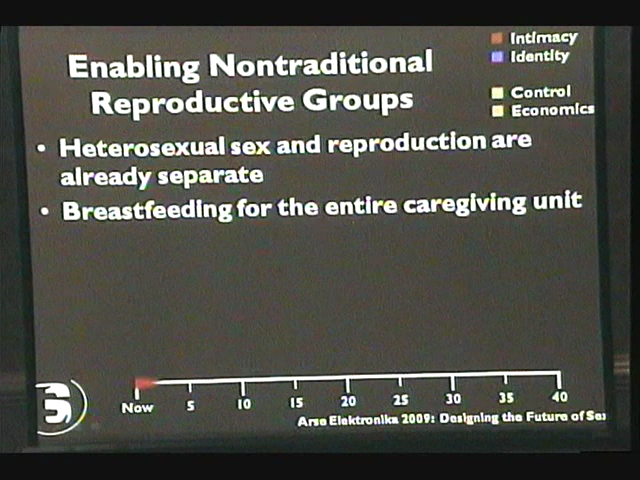 Enabling Nontraditional
Reproductive Groups
Intimacy
Identity
Control
Economics
• Heterosexual sex and reproduction are
already separate
• Breastfeeding for the entire caregiving unit
Now 5 10 15 20 25 30 35 40
Arse Elektronika 2009: Designing the Future of Sex